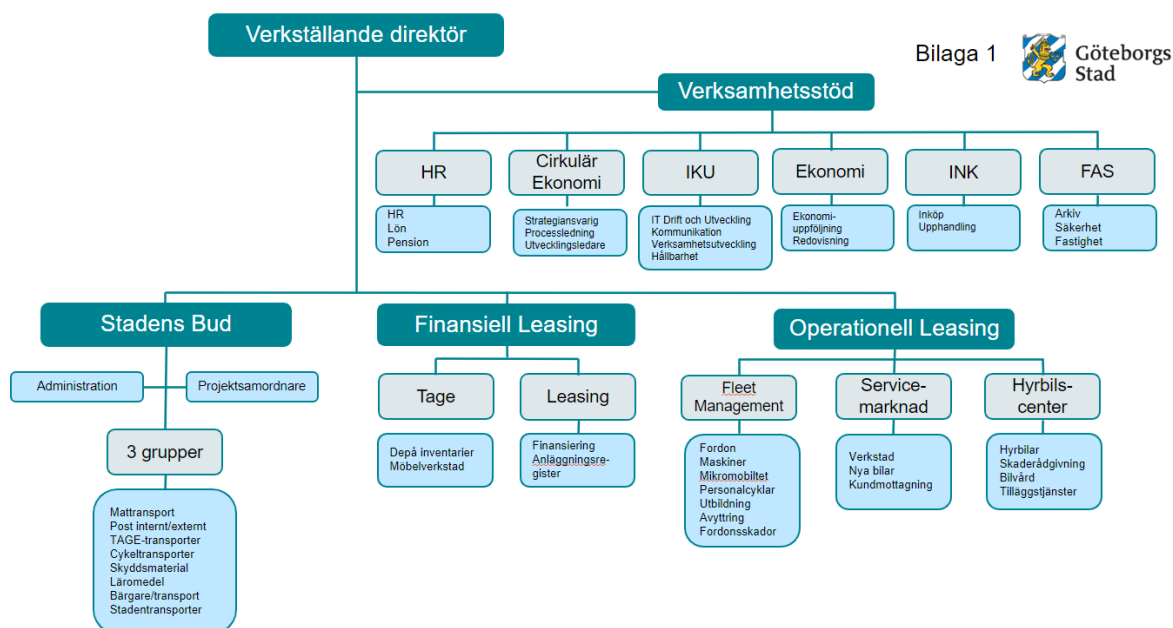 Verkställande direktör
Bilaga 1
Göteborgs
Stad
Verksamhetsstöd
HR
Cirkulär
Ekonomi
IKU
Ekonomi
INK
FAS
HR
Lön
Pension
Strategiansvarig
Processledning
Utvecklingsledare
IT Drift och Utveckling
Kommunikation
Verksamhetsutveckling
Hållbarhet
Ekonomi-
uppföljning
Redovisning
Inköp
Upphandling
Arkiv
Säkerhet
Fastighet
Stadens Bud
Finansiell Leasing
Operationell Leasing
Administration
Projektsamordnare
3 grupper
Mattransport
Post internt/externt
TAGE-transporter
Cykeltransporter
Skyddsmaterial
Läromedel
Bärgare/transport
Stadentransporter
Tage
Leasing
Depå inventarier
Möbelverkstad
Finansiering
Anläggningsre-
gister
Fleet
Management
Service-
marknad
Hyrbils-
center
Fordon
Maskiner
Mikromobiltet
Personalcyklar
Utbildning
Avyttring
Fordonsskador
Verkstad
Nya bilar
Kundmottagning
Hyrbilar
Skaderådgivning
Bilvård
Tilläggstjänster